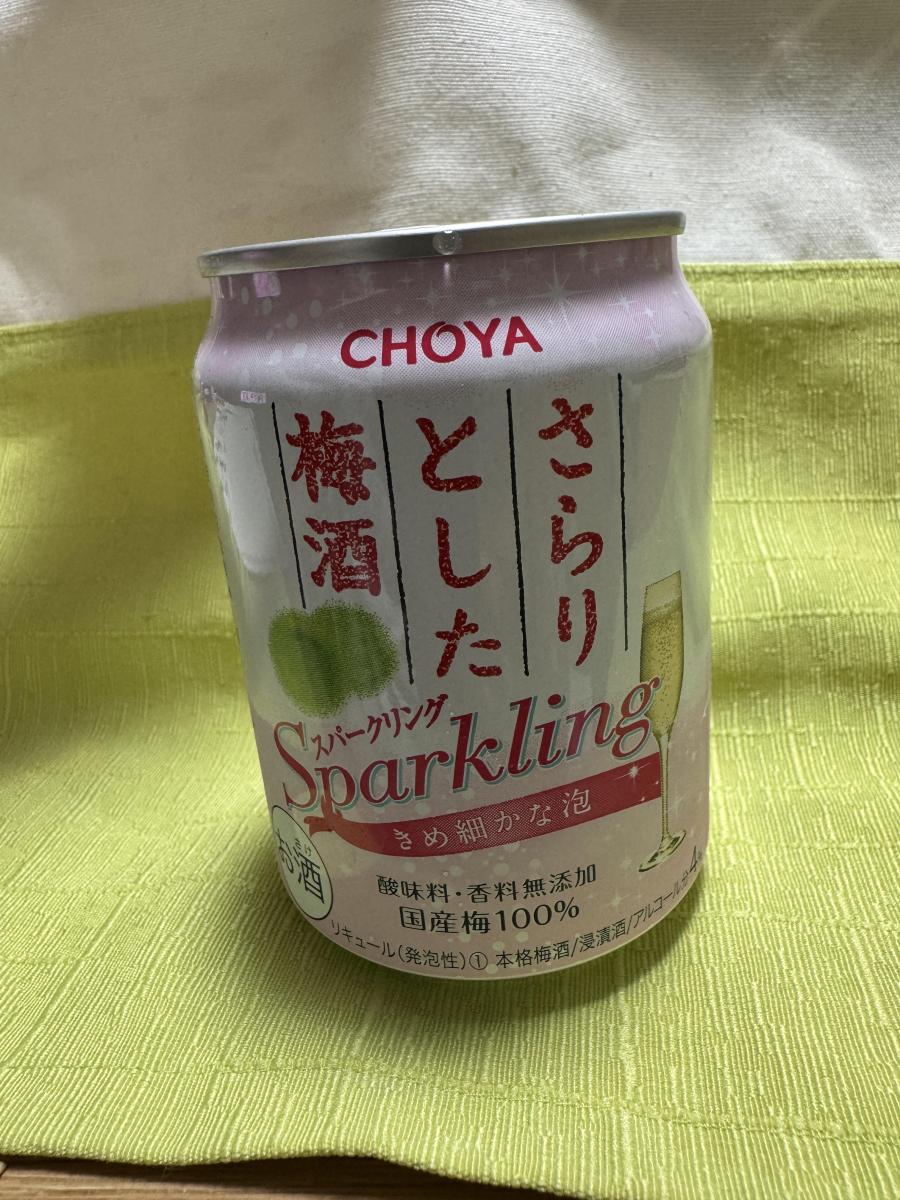 CHOYA
さらり
とした
梅酒
スパークリング
Sparkling
きめ細かな泡
お酒
さけ
酸味料・香料無添加
国産梅100%
リキュール(発泡性)① 本格梅酒/浸漬酒/アルコール分4